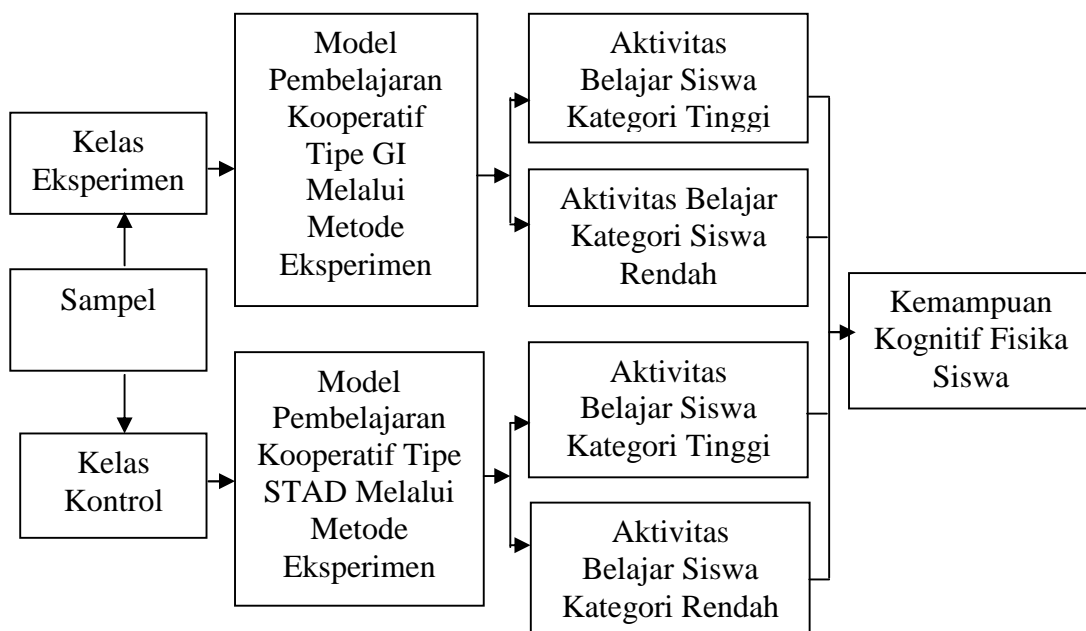 Kelas
Eksperimen
Sampel
Kelas
Kontrol
Model
Pembelajaran
Kooperatif
Tipe GI
Melalui
Metode
Eksperimen
Model
Pembelajaran
Kooperatif Tipe
STAD Melalui
Metode
Eksperimen
Aktivitas
Belajar Siswa
Kategori Tinggi
Aktivitas Belajar
Kategori Siswa
Rendah
Aktivitas
Belajar Siswa
Kategori Tinggi
Aktivitas
Belajar Siswa
Kategori Rendah
Kemampuan
Kognitif Fisika
Siswa